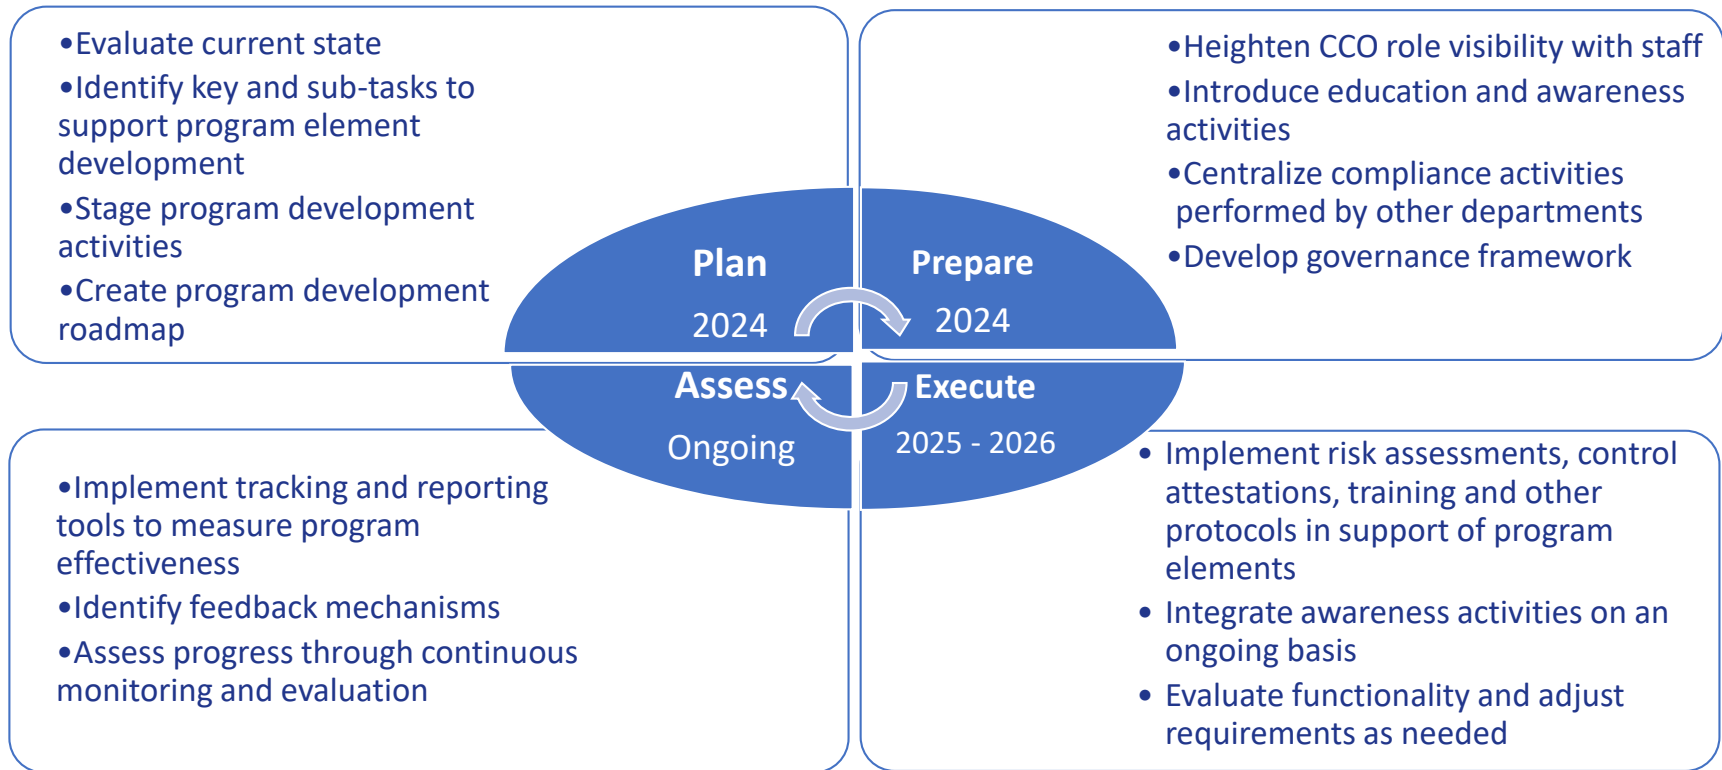 •Evaluate current state
•Identify key and sub-tasks to
support program element
development
•Stage program development
activities
•Create program development
roadmap
•Heighten CCO role visibility with staff
•Introduce education and awareness
activities
•Centralize compliance activities
performed by other departments
•Develop governance framework
Plan
2024
Prepare
2024
Assess
Ongoing
Execute
2025 - 2026
•Implement tracking and reporting
tools to measure program
effectiveness
•Identify feedback mechanisms
•Assess progress through continuous
monitoring and evaluation
• Implement risk assessments, control
attestations, training and other
protocols in support of program
elements
• Integrate awareness activities on an
ongoing basis
• Evaluate functionality and adjust
requirements as needed